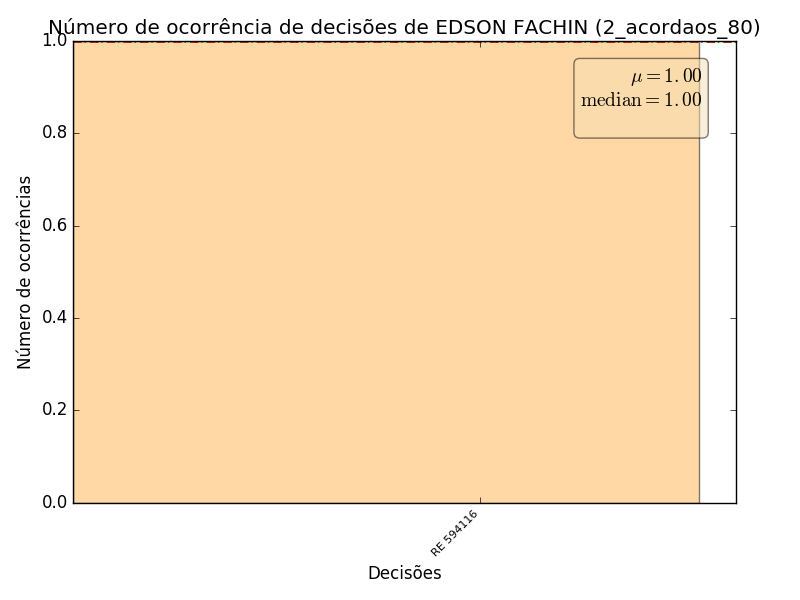 Número de ocorrência de decisões de EDSON FACHIN (2_acordaos_80)
1.0
0.8
0.6
0.4
0.2
0.0
Número de ocorrências
μ = 1.00
median = 1.00
RE 594116
Decisões